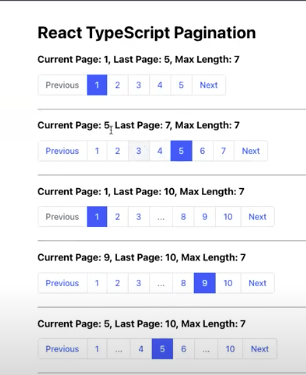 React TypeScript Pagination
Current Page: 1, Last Page: 5, Max Length: 7
Previous 1 2 3 4 5 Next
Current Page: 5, Last Page: 7, Max Length: 7
Previous 1 2 3 4 5 6 7 Next
Current Page: 1, Last Page: 10, Max Length: 7
Previous 1 2 3 ... 8 9 10 Next
Current Page: 9, Last Page: 10, Max Length: 7
Previous 1 2 3 ... 8 9 10 Next
Current Page: 5, Last Page: 10, Max Length: 7
Previous 1 ... 4 5 6 ... 10 Next